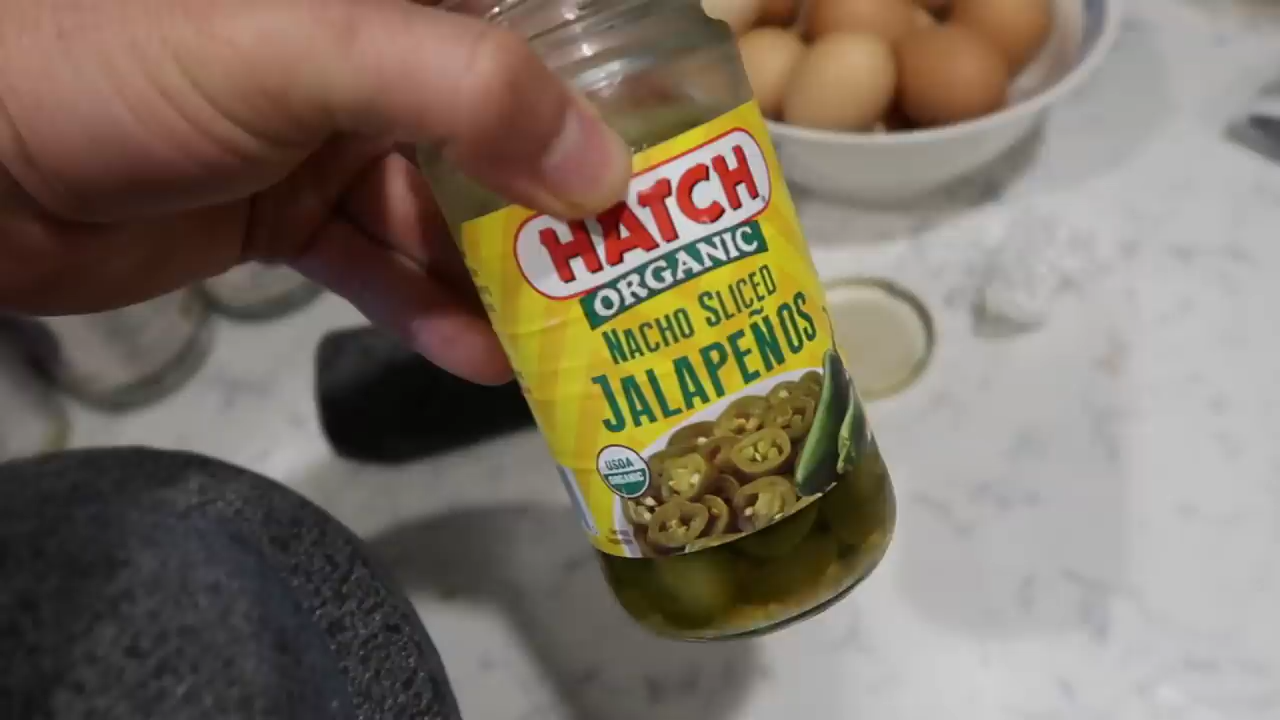 HATCH
ORGANIC
NACHO SLICED
JALAPEÑOS
USDA
ORGANIC